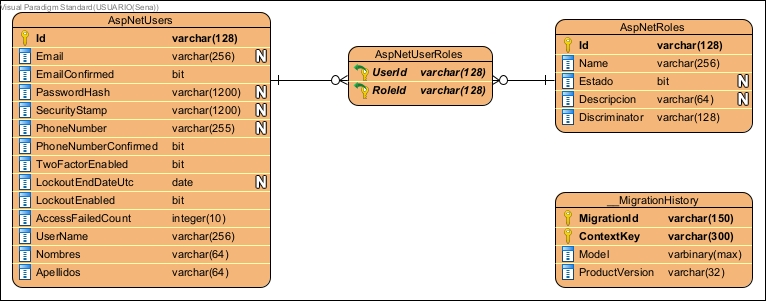 Visual Paradigm Standard(USUARIO(Sena))
AspNetUsers
Id varchar(128)
Email varchar(256) N
EmailConfirmed bit
PasswordHash varchar(1200) N
SecurityStamp varchar(1200) N
PhoneNumber varchar(255) N
PhoneNumberConfirmed bit
TwoFactorEnabled bit
LockoutEndDateUtc date N
LockoutEnabled bit
AccessFailedCount integer(10)
UserName varchar(256)
Nombres varchar(64)
Apellidos varchar(64)
AspNetUserRoles
UserId varchar(128)
RoleId varchar(128)
AspNetRoles
Id varchar(128)
Name varchar(256)
Estado bit N
Descripcion varchar(64) N
Discriminator varchar(128)
__MigrationHistory
MigrationId varchar(150)
ContextKey varchar(300)
Model varbinary(max)
ProductVersion varchar(32)